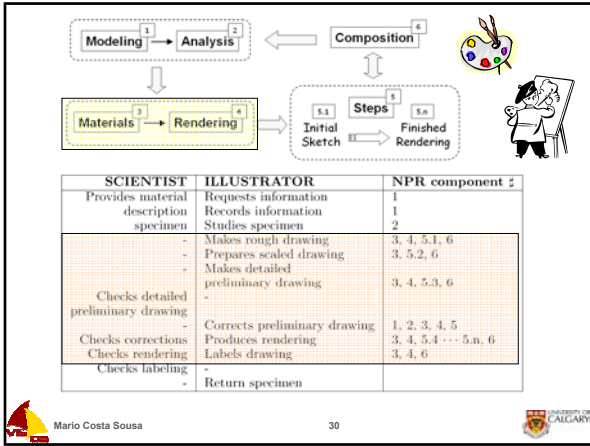 1 2 6
Modeling Analysis Composition
3 4 5
Materials Rendering Steps
5.1 5.n
Initial Finished
Sketch Rendering
SCIENTIST ILLUSTRATOR NPR component ♯
Provides material Requests information 1
description Records information 1
specimen Studies specimen 2
- Makes rough drawing 3, 4, 5.1, 6
- Prepares scaled drawing 3, 5.2, 6
- Makes detailed
preliminary drawing 3, 4, 5.3, 6
Checks detailed -
preliminary drawing
- Corrects preliminary drawing 1, 2, 3, 4, 5
Checks corrections Produces rendering 3, 4, 5.4 ··· 5.n, 6
Checks rendering Labels drawing 3, 4, 6
Checks labeling -
- Return specimen
Mario Costa Sousa 30
UNIVERSITY OF
CALGARY